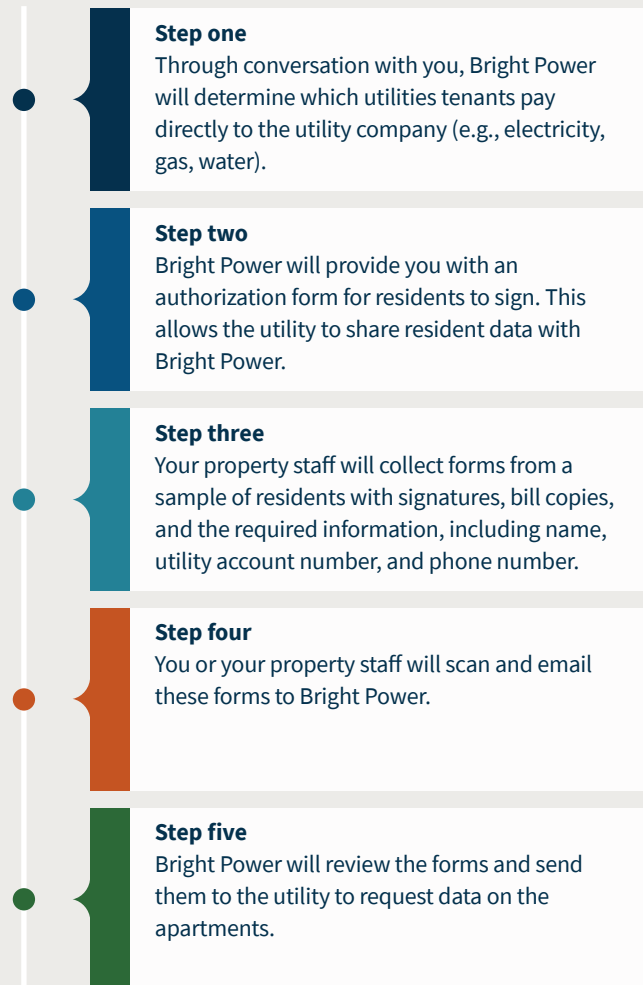 Step one
Through conversation with you, Bright Power
will determine which utilities tenants pay
directly to the utility company (e.g., electricity,
gas, water).
Step two
Bright Power will provide you with an
authorization form for residents to sign. This
allows the utility to share resident data with
Bright Power.
Step three
Your property staff will collect forms from a
sample of residents with signatures, bill copies,
and the required information, including name,
utility account number, and phone number.
Step four
You or your property staff will scan and email
these forms to Bright Power.
Step five
Bright Power will review the forms and send
them to the utility to request data on the
apartments.